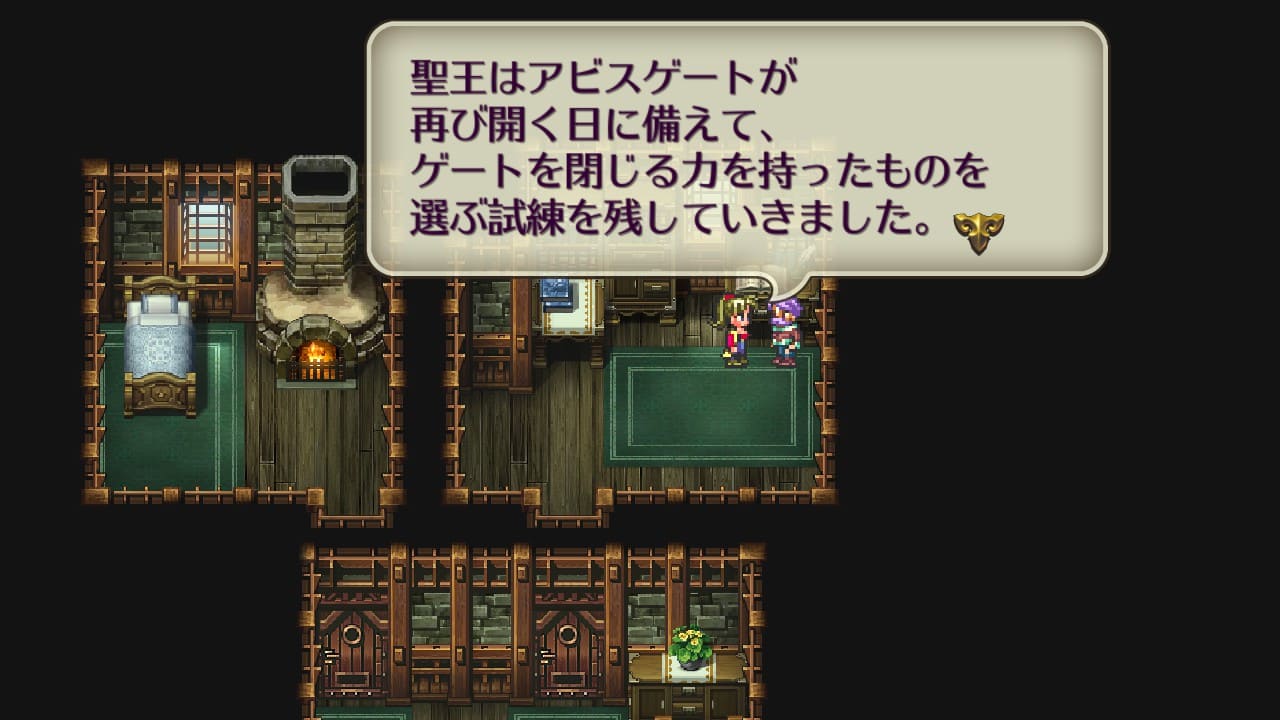 聖王はアビスゲートが
再び開く日に備えて、
ゲートを閉じる力を持ったものを
選ぶ試練を残していきました。